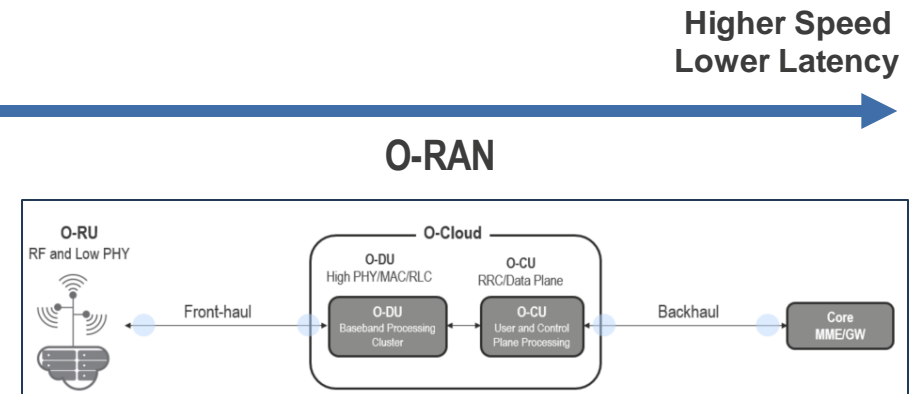 Higher Speed
Lower Latency
O-RAN
O-RU
RF and Low PHY
Front-haul
O-Cloud
O-DU
High PHY/MAC/RLC
O-CU
RRC/Data Plane
O-DU
Baseband Processing
Cluster
O-CU
User and Control
Plane Processing
Backhaul
Core
MME/GW